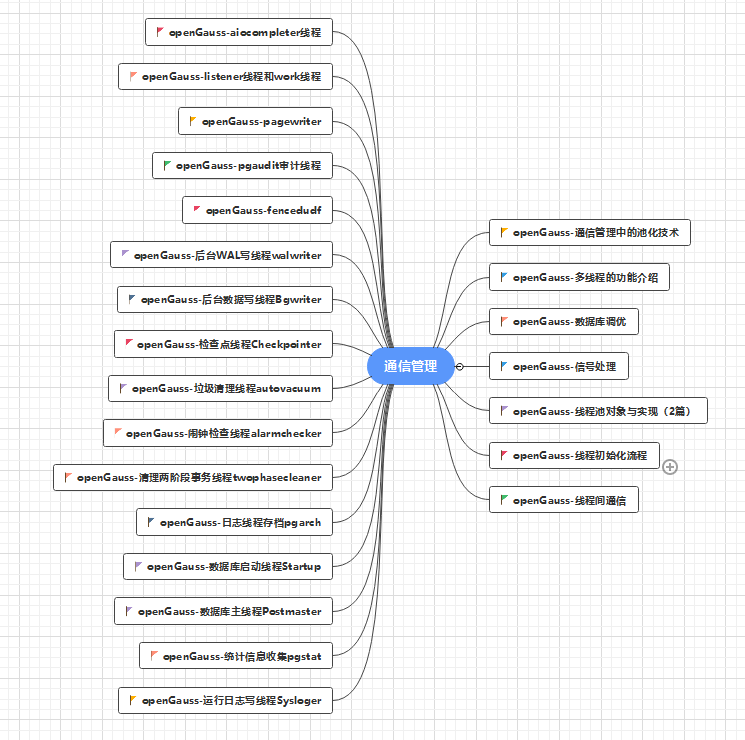 openGauss-aiocompleter线程
openGauss-listener线程和work线程
openGauss-pagewriter
openGauss-pgaudit审计线程
openGauss-fencedudf
openGauss-后台WAL写线程walwriter
openGauss-后台数据写线程Bgwriter
openGauss-检查点线程Checkpointer
openGauss-垃圾清理线程autovacuum
openGauss-闹钟检查线程alarmchecker
openGauss-清理两阶段事务线程twophasecleaner
openGauss-日志线程存档pgarch
openGauss-数据库启动线程Startup
openGauss-数据库主线程Postmaster
openGauss-统计信息收集pgstat
openGauss-运行日志写线程Sysloger
通信管理
openGauss-通信管理中的池化技术
openGauss-多线程的功能介绍
openGauss-数据库调优
openGauss-信号处理
openGauss-线程池对象与实现（2篇）
openGauss-线程初始化流程
openGauss-线程间通信